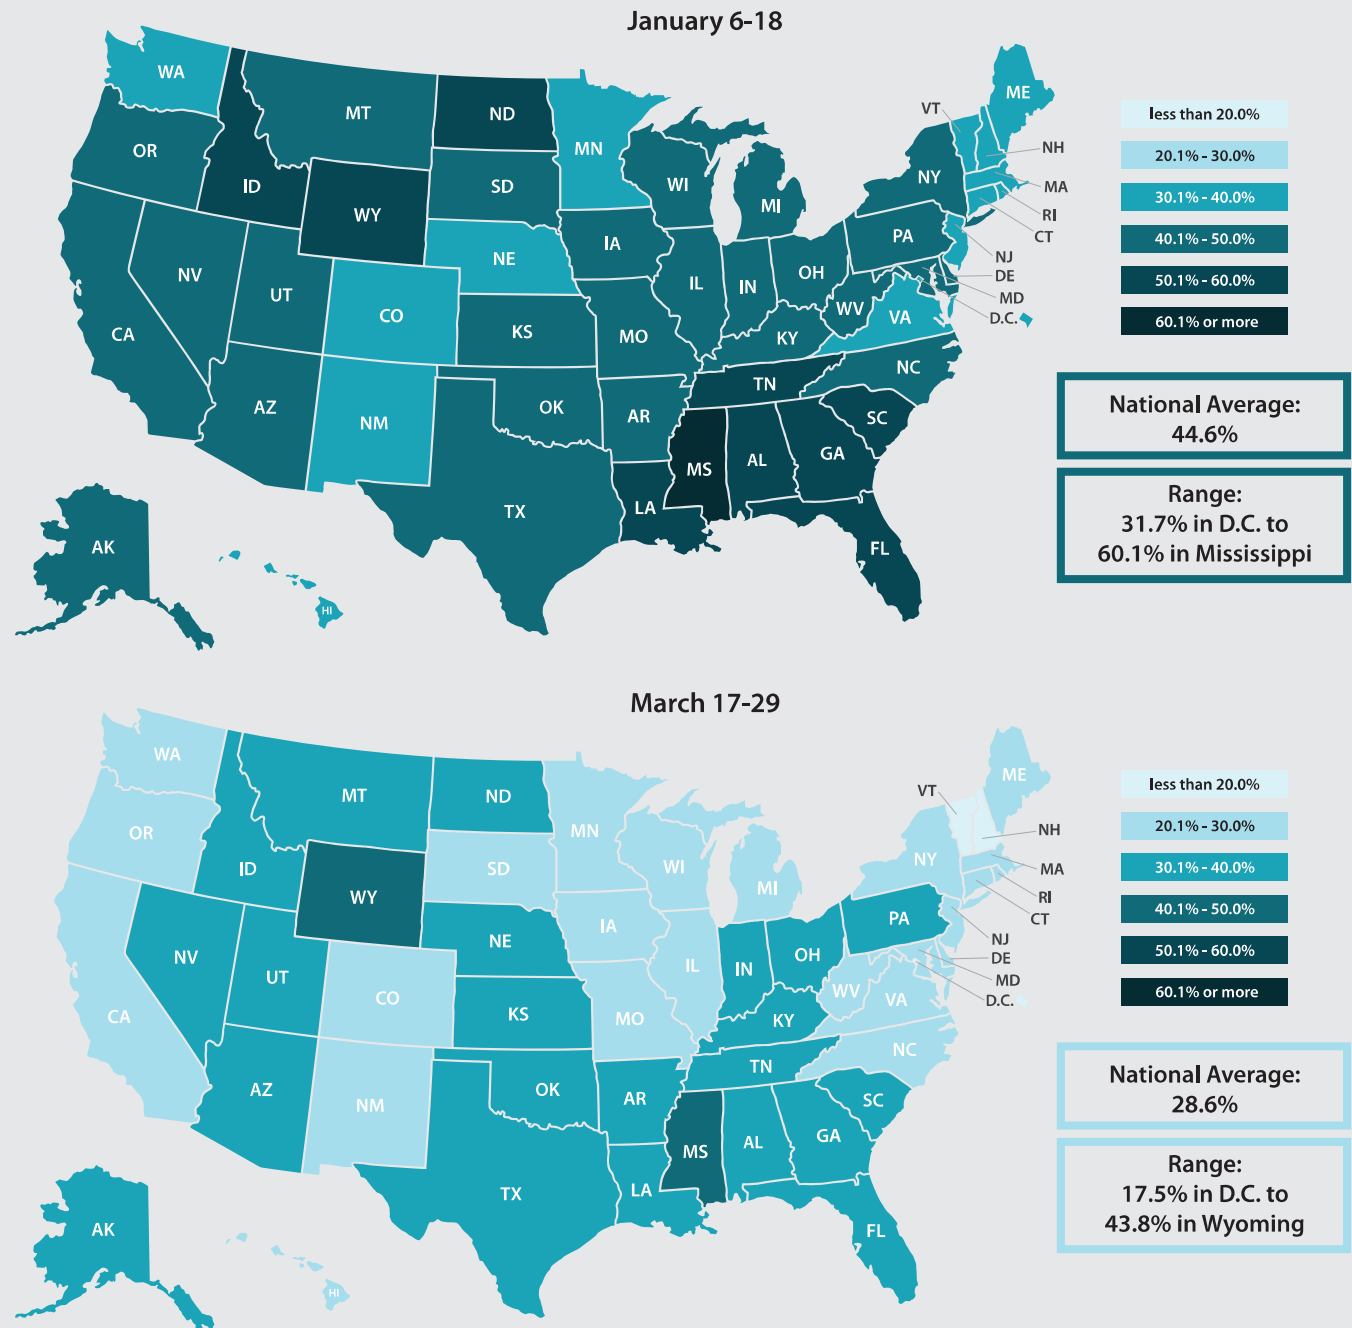 January 6-18
WA
MT
ND
MN
ME
VT
NH
OR
ID
SD
WI
MI
NY
MA
WY
RI
CT
IA
PA
NJ
NE
NV
UT
IL
IN
OH
DE
MD
D.C.
CO
WV
VA
CA
KS
MO
KY
NC
TN
AZ
NM
OK
AR
SC
MS
AL
GA
LA
TX
FL
AK
HI
less than 20.0%
20.1% - 30.0%
30.1% - 40.0%
40.1% - 50.0%
50.1% - 60.0%
60.1% or more
National Average:
44.6%
Range:
31.7% in D.C. to
60.1% in Mississippi
March 17-29
WA
MT
ND
MN
ME
VT
NH
OR
ID
SD
WI
MI
NY
MA
WY
RI
CT
IA
PA
NJ
NE
NV
UT
IL
IN
OH
DE
MD
D.C.
CO
WV
VA
CA
KS
MO
KY
NC
TN
AZ
NM
OK
AR
SC
MS
AL
GA
LA
TX
FL
AK
HI
less than 20.0%
20.1% - 30.0%
30.1% - 40.0%
40.1% - 50.0%
50.1% - 60.0%
60.1% or more
National Average:
28.6%
Range:
17.5% in D.C. to
43.8% in Wyoming